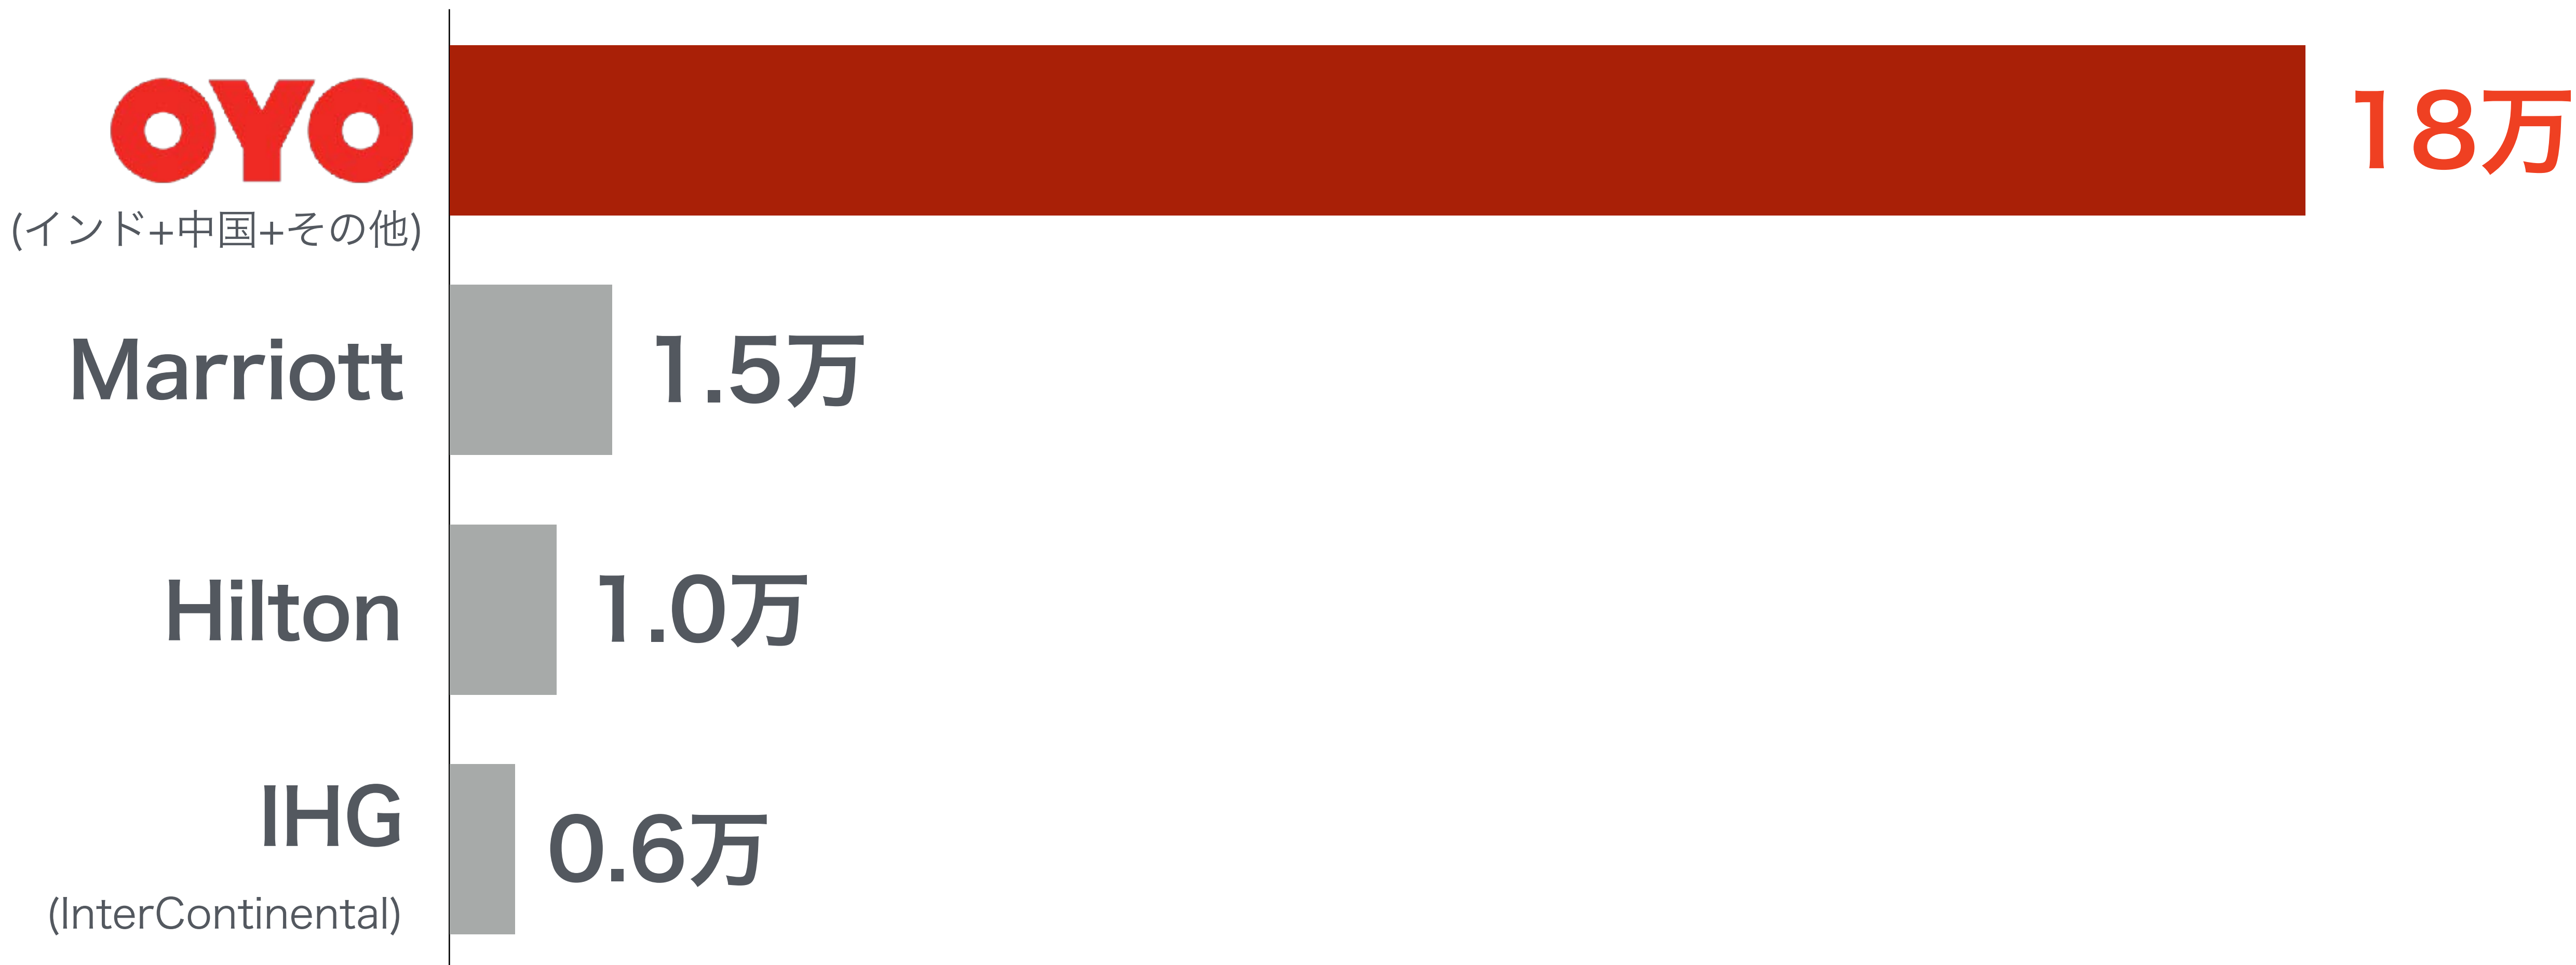 OYO
18万
(インド+中国+その他)
Marriott
1.5万
Hilton
1.0万
IHG
0.6万
(InterContinental)